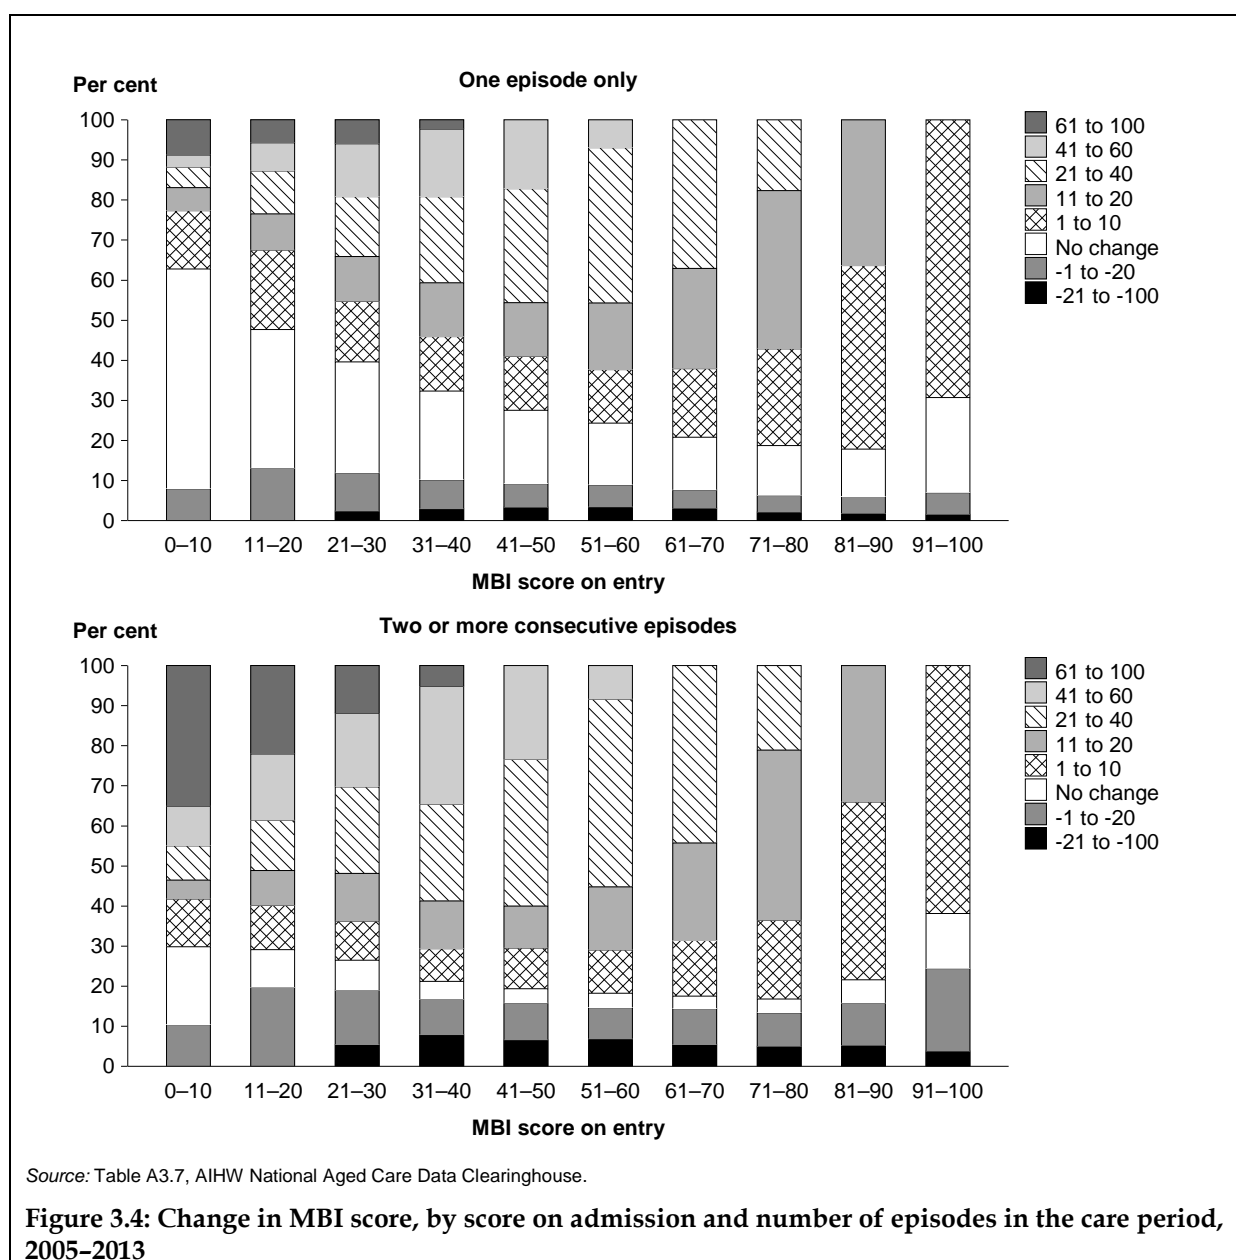 One episode only
Per cent
100
90
80
70
60
50
40
30
20
10
0
0–10 11–20 21–30 31–40 41–50 51–60 61–70 71–80 81–90 91–100
MBI score on entry
61 to 100
41 to 60
21 to 40
11 to 20
1 to 10
No change
-1 to -20
-21 to -100
Two or more consecutive episodes
Per cent
100
90
80
70
60
50
40
30
20
10
0
0–10 11–20 21–30 31–40 41–50 51–60 61–70 71–80 81–90 91–100
MBI score on entry
61 to 100
41 to 60
21 to 40
11 to 20
1 to 10
No change
-1 to -20
-21 to -100
Source: Table A3.7, AIHW National Aged Care Data Clearinghouse.
Figure 3.4: Change in MBI score, by score on admission and number of episodes in the care period,
2005–2013